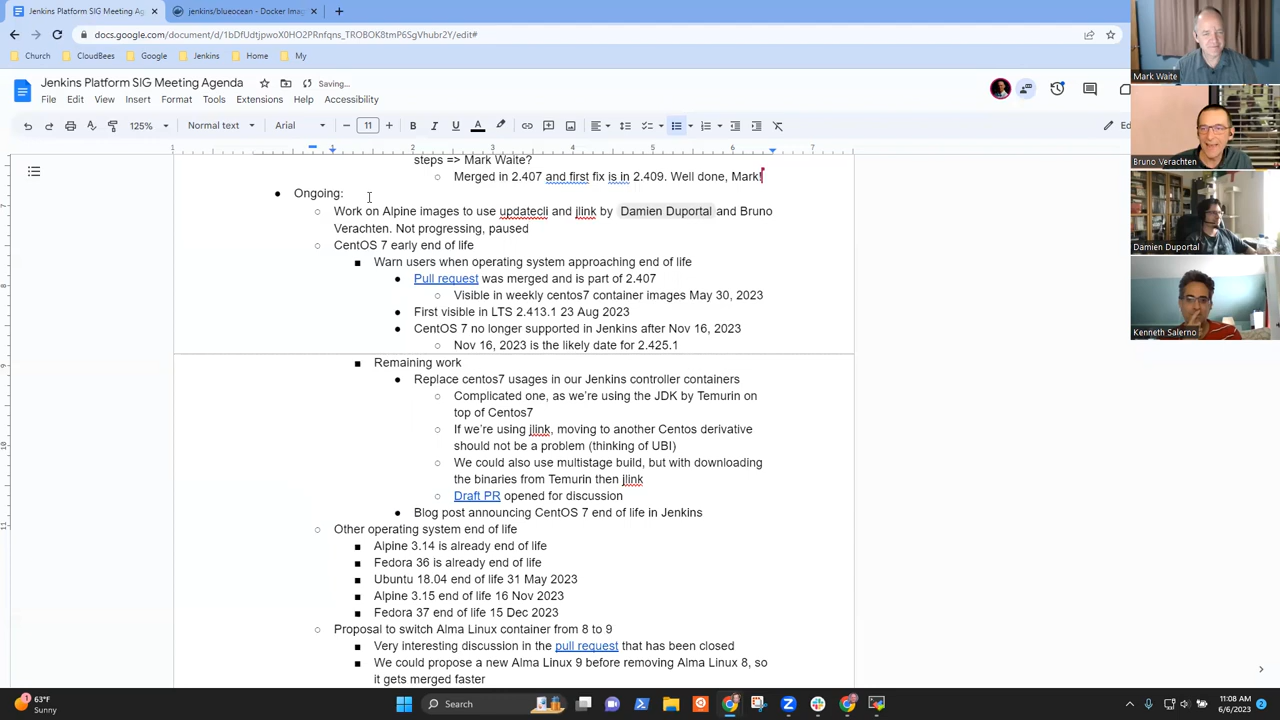 Jenkins Platform SIG Meeting
jenkins/blueocean - Docker Imag
docs.google.com/document/d/1bDfUdtjpwoX0HO2PRnfqns_TROBOK8tmP6SgVhubr2Y/edit#
Church
CloudBees
Google
Jenkins
Home
My
Jenkins Platform SIG Meeting Agenda
Saving...
File Edit View Insert Format Tools Extensions Accessibility
125% Normal text Arial 11
1 2 3 4 5 6 7
steps => Mark Waite?
Merged in 2.407 and first fix is in 2.409. Well done, Mark!
Ongoing:
Work on Alpine images to use updatecli and jlink by Damien Duportal and Bruno
Verachten. Not progressing, paused
CentOS 7 early end of life
Warn users when operating system approaching end of life
Pull request was merged and is part of 2.407
Visible in weekly centos7 container images May 30, 2023
First visible in LTS 2.413.1 23 Aug 2023
CentOS 7 no longer supported in Jenkins after Nov 16, 2023
Nov 16, 2023 is the likely date for 2.425.1
Remaining work
Replace centos7 usages in our Jenkins controller containers
Complicated one, as we're using the JDK by Temurin on
top of Centos7
If we're using jlink, moving to another Centos derivative
should not be a problem (thinking of UBI)
We could also use multistage build, but with downloading
the binaries from Temurin then jlink
Draft PR opened for discussion
Blog post announcing CentOS 7 end of life in Jenkins
Other operating system end of life
Alpine 3.14 is already end of life
Fedora 36 is already end of life
Ubuntu 18.04 end of life 31 May 2023
Alpine 3.15 end of life 16 Nov 2023
Fedora 37 end of life 15 Dec 2023
Proposal to switch Alma Linux container from 8 to 9
Very interesting discussion in the pull request that has been closed
We could propose a new Alma Linux 9 before removing Alma Linux 8, so
it gets merged faster
Mark Waite
Bruno Verachten
Damien Duportal
Kenneth Salerno
63°F
Sunny
Search
11:08 AM
6/6/2023